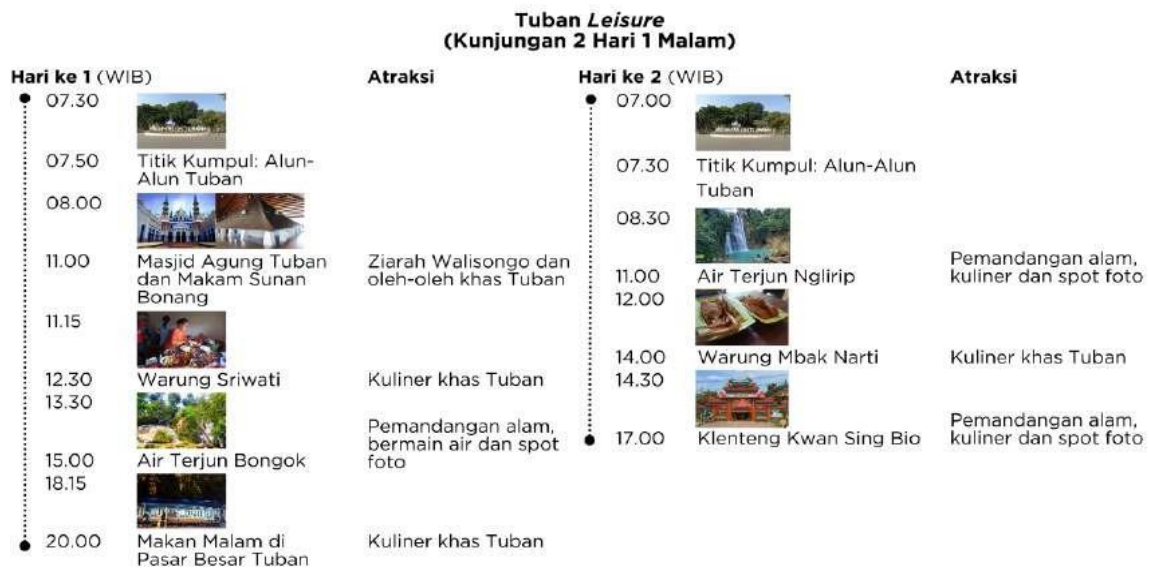 Tuban Leisure
(Kunjungan 2 Hari 1 Malam)
Hari ke 1 (WIB)
Atraksi
07.30
07.50
Titik Kumpul: Alun-
Alun Tuban
08.00
11.00
Masjid Agung Tuban
dan Makam Sunan
Bonang
Ziarah Walisongo dan
oleh-oleh khas Tuban
11.15
12.30
Warung Sriwati
Kuliner khas Tuban
13.30
15.00
Air Terjun Bongok
Pemandangan alam,
bermain air dan spot
foto
18.15
20.00
Makan Malam di
Pasar Besar Tuban
Kuliner khas Tuban
Hari ke 2 (WIB)
Atraksi
07.00
07.30
Titik Kumpul: Alun-Alun
Tuban
08.30
11.00
Air Terjun Nglirip
Pemandangan alam,
kuliner dan spot foto
12.00
14.00
Warung Mbak Narti
Kuliner khas Tuban
14.30
17.00
Klenteng Kwan Sing Bio
Pemandangan alam,
kuliner dan spot foto